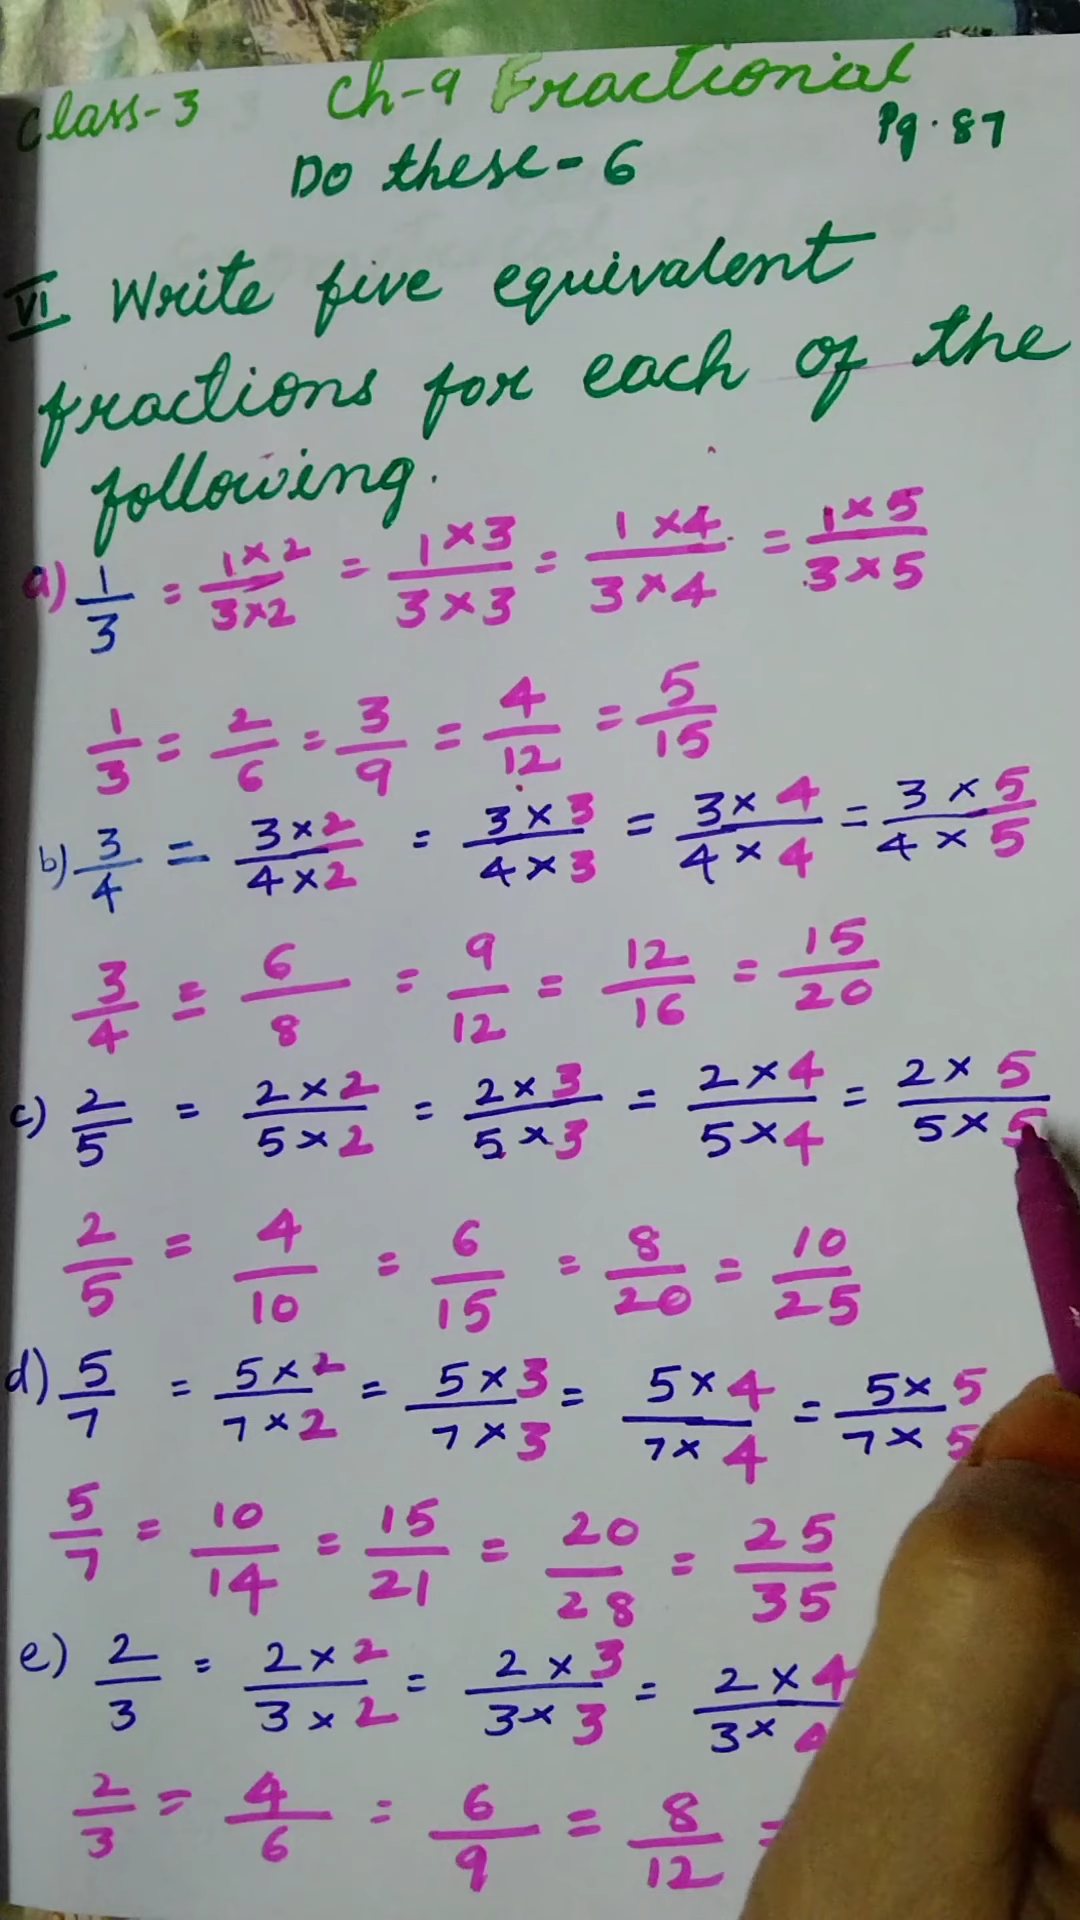 Class-3 Ch-9 Fractional
Do these-6 Pg.87
VI Write five equivalent
fractions for each of the
following.
a) 1/3 = 1×2/3×2 = 1×3/3×3 = 1×4/3×4 = 1×5/3×5
1/3 = 2/6 = 3/9 = 4/12 = 5/15
b) 3/4 = 3×2/4×2 = 3×3/4×3 = 3×4/4×4 = 3×5/4×5
3/4 = 6/8 = 9/12 = 12/16 = 15/20
c) 2/5 = 2×2/5×2 = 2×3/5×3 = 2×4/5×4 = 2×5/5×5
2/5 = 4/10 = 6/15 = 8/20 = 10/25
d) 5/7 = 5×2/7×2 = 5×3/7×3 = 5×4/7×4 = 5×5/7×5
5/7 = 10/14 = 15/21 = 20/28 = 25/35
e) 2/3 = 2×2/3×2 = 2×3/3×3 = 2×4/3×4
2/3 = 4/6 = 6/9 = 8/12 =